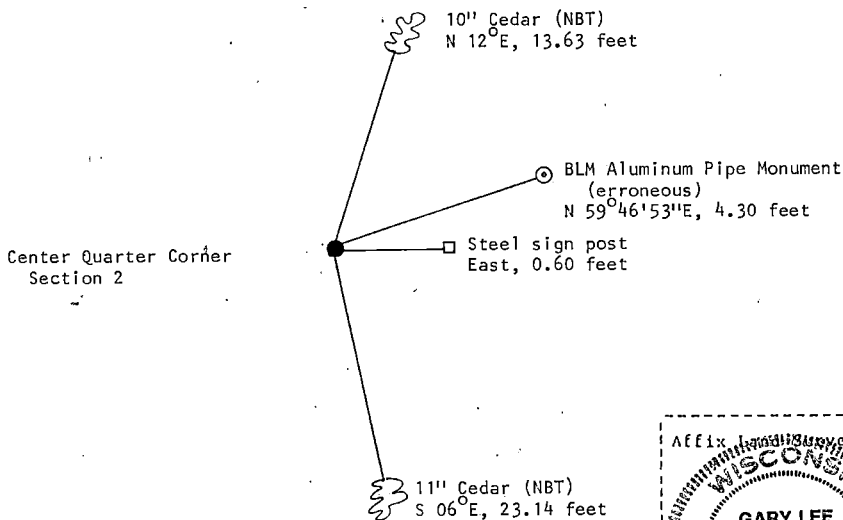 10" Cedar (NBT)
N 12°E, 13.63 feet
BLM Aluminum Pipe Monument
(erroneous)
N 59°46'53"E, 4.30 feet
Center Quarter Corner
Section 2
Steel sign post
East, 0.60 feet
11" Cedar (NBT)
S 06°E, 23.14 feet
Affix Land
WISCONS
GARY LEE